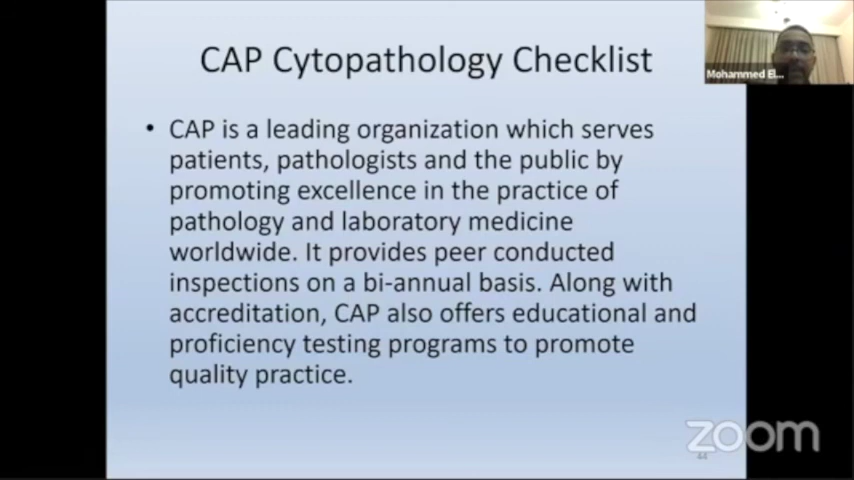 CAP Cytopathology Checklist
Mohammed El...
• CAP is a leading organization which serves
patients, pathologists and the public by
promoting excellence in the practice of
pathology and laboratory medicine
worldwide. It provides peer conducted
inspections on a bi-annual basis. Along with
accreditation, CAP also offers educational and
proficiency testing programs to promote
quality practice.
zoom
44